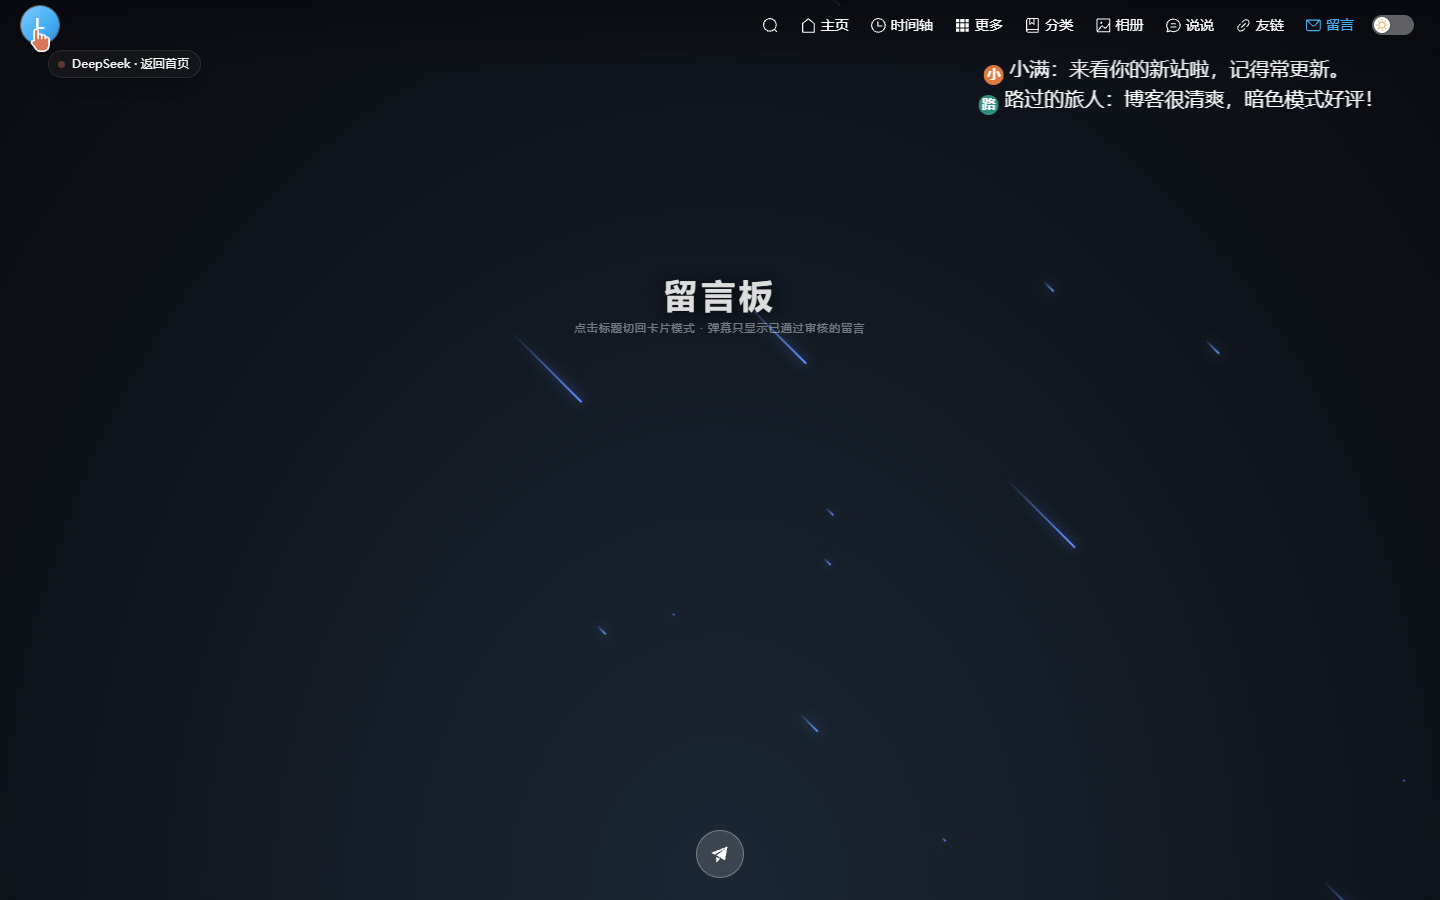 L
主页
时间轴
更多
分类
相册
说说
友链
留言
DeepSeek · 返回首页
小 小满：来看你的新站啦，记得常更新。
路 路过的旅人：博客很清爽，暗色模式好评！
留言板
点击标题切回卡片模式 · 弹幕只显示已通过审核的留言